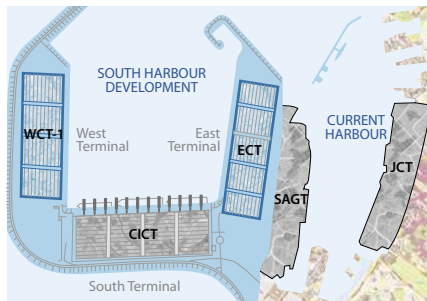 SOUTH HARBOUR
DEVELOPMENT
CURRENT
HARBOUR
WCT-1
West
Terminal
East
Terminal
ECT
JCT
SAGT
CICT
South Terminal